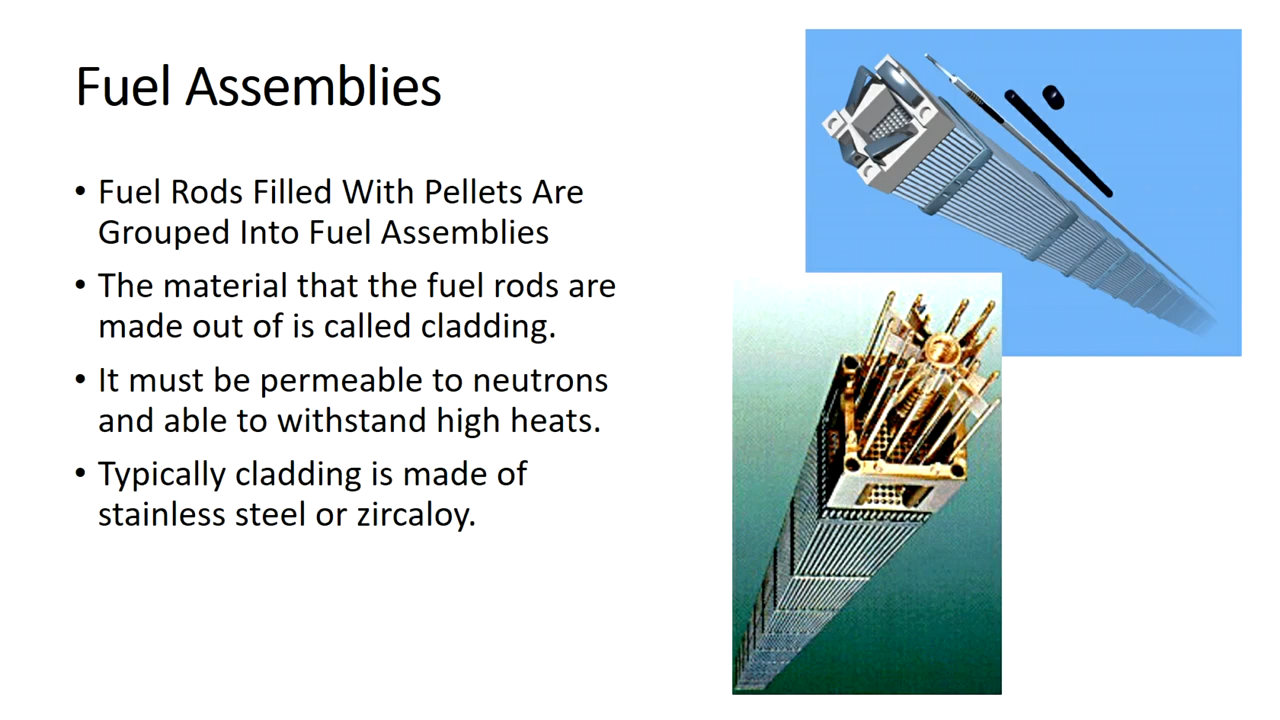 Fuel Assemblies
• Fuel Rods Filled With Pellets Are
Grouped Into Fuel Assemblies
• The material that the fuel rods are
made out of is called cladding.
• It must be permeable to neutrons
and able to withstand high heats.
• Typically cladding is made of
stainless steel or zircaloy.